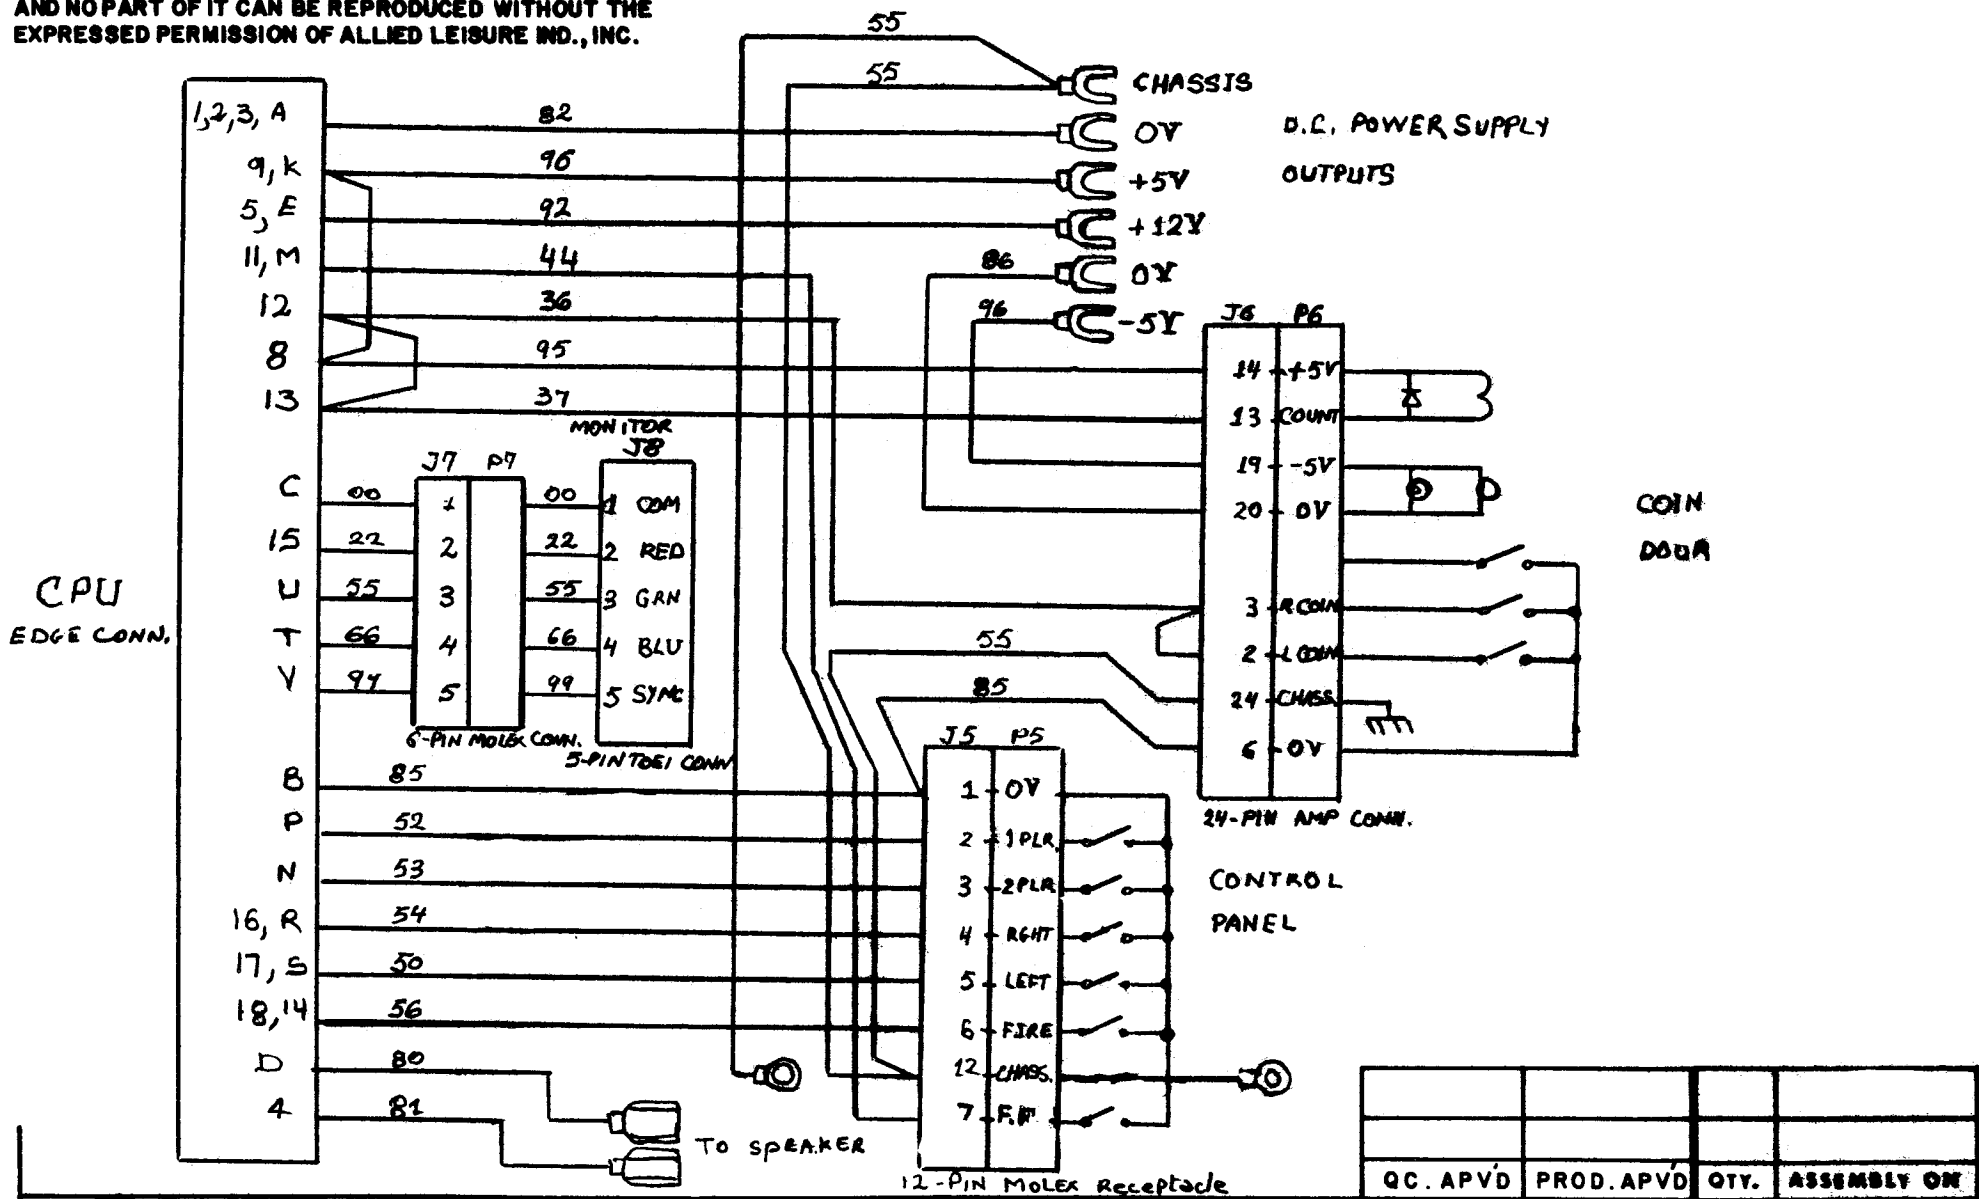 AND NO PART OF IT CAN BE REPRODUCED WITHOUT THE
EXPRESSED PERMISSION OF ALLIED LEISURE IND., INC.
55
55
CHASSIS
1,2,3, A
82
0V
D.C. POWER SUPPLY
OUTPUTS
9, K
96
+5V
5, E
92
+12V
11, M
44
86
0V
12
36
96
-5V
8
95
13
37
J6 P6
14 +5V
13 COUNT
19 -5V
20 0V
3 R COIN
2 L COIN
24 CHASS.
6 0V
24-PIN AMP CONN.
COIN
DOOR
55
85
MONITOR
J8
J7 P7
C 00 1 00 1 COM
15 22 2 22 2 RED
U 55 3 55 3 GRN
T 66 4 66 4 BLU
V 99 5 99 5 SYNC
6-PIN MOLEX CONN.
5-PIN TOEI CONN
CPU
EDGE CONN.
J5 P5
B 85 1 0V
P 52 2 1 PLR.
N 53 3 2 PLR
16, R 54 4 RGHT
17, S 50 5 LEFT
18, 14 56 6 FIRE
12 CHASS.
7
CONTROL
PANEL
D 80
4 81
TO SPEAKER
12-PIN MOLEX Receptacle
QC. APV'D PROD. APV'D QTY. ASSEMBLY ON